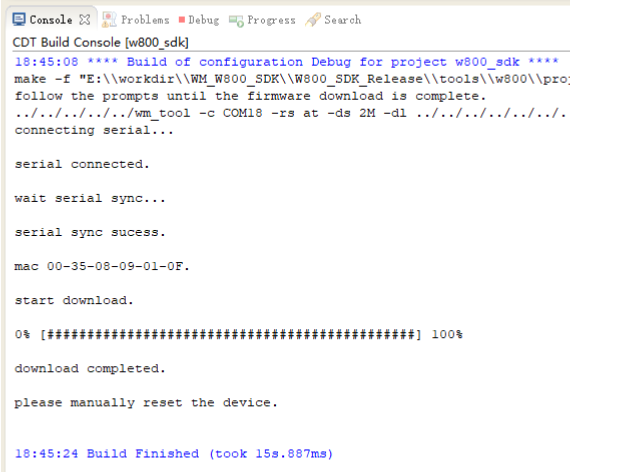 Console Problems Debug Progress Search
CDT Build Console [w800_sdk]
18:45:08 **** Build of configuration Debug for project w800_sdk ****
make -f "E:\\workdir\\WM_W800_SDK\\W800_SDK_Release\\tools\\w800\\pro
follow the prompts until the firmware download is complete.
../../../../../wm_tool -c COM18 -rs at -ds 2M -dl ../../../../../../.
connecting serial...
serial connected.
wait serial sync...
serial sync sucess.
mac 00-35-08-09-01-0F.
start download.
0% [##############################################] 100%
download completed.
please manually reset the device.
18:45:24 Build Finished (took 15s.887ms)